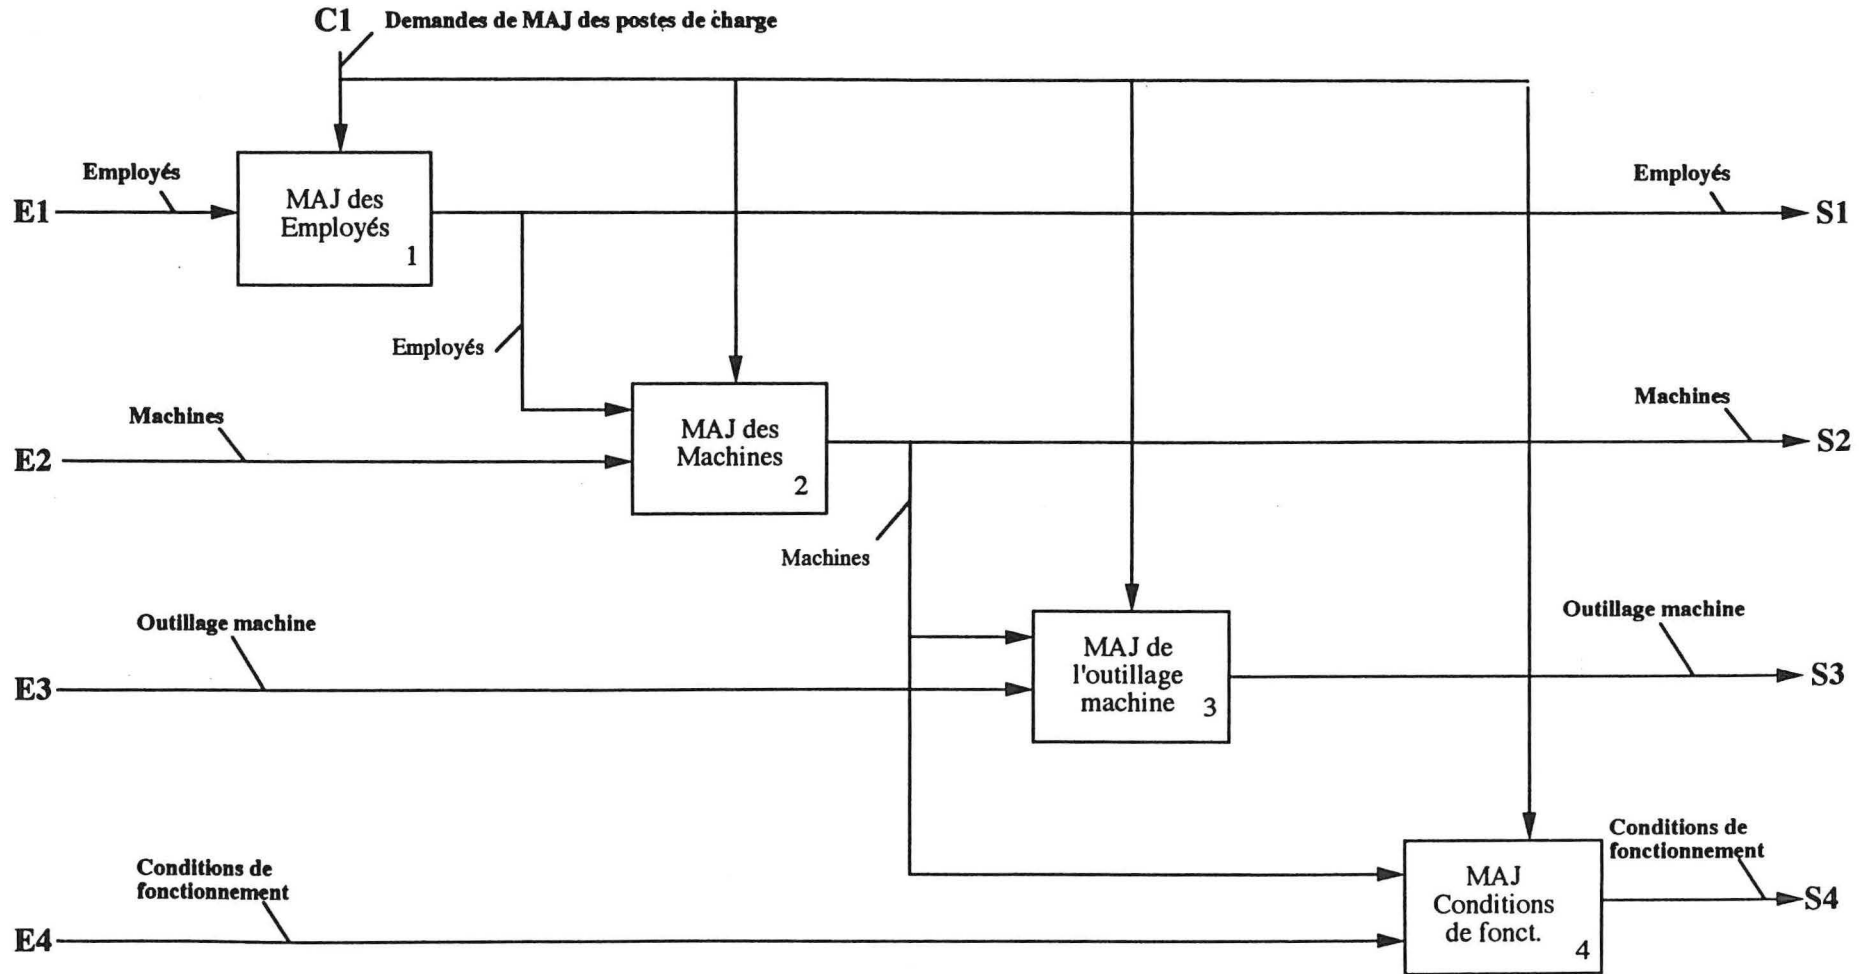 C1 Demandes de MAJ des postes de charge
Employés
Employés
E1
MAJ des
Employés
1
S1
Employés
Machines
Machines
E2
MAJ des
Machines
2
S2
Machines
Outillage machine
Outillage machine
E3
MAJ de
l'outillage
machine 3
S3
Conditions de
fonctionnement
Conditions de
fonctionnement
E4
MAJ
Conditions
de fonct.
4
S4